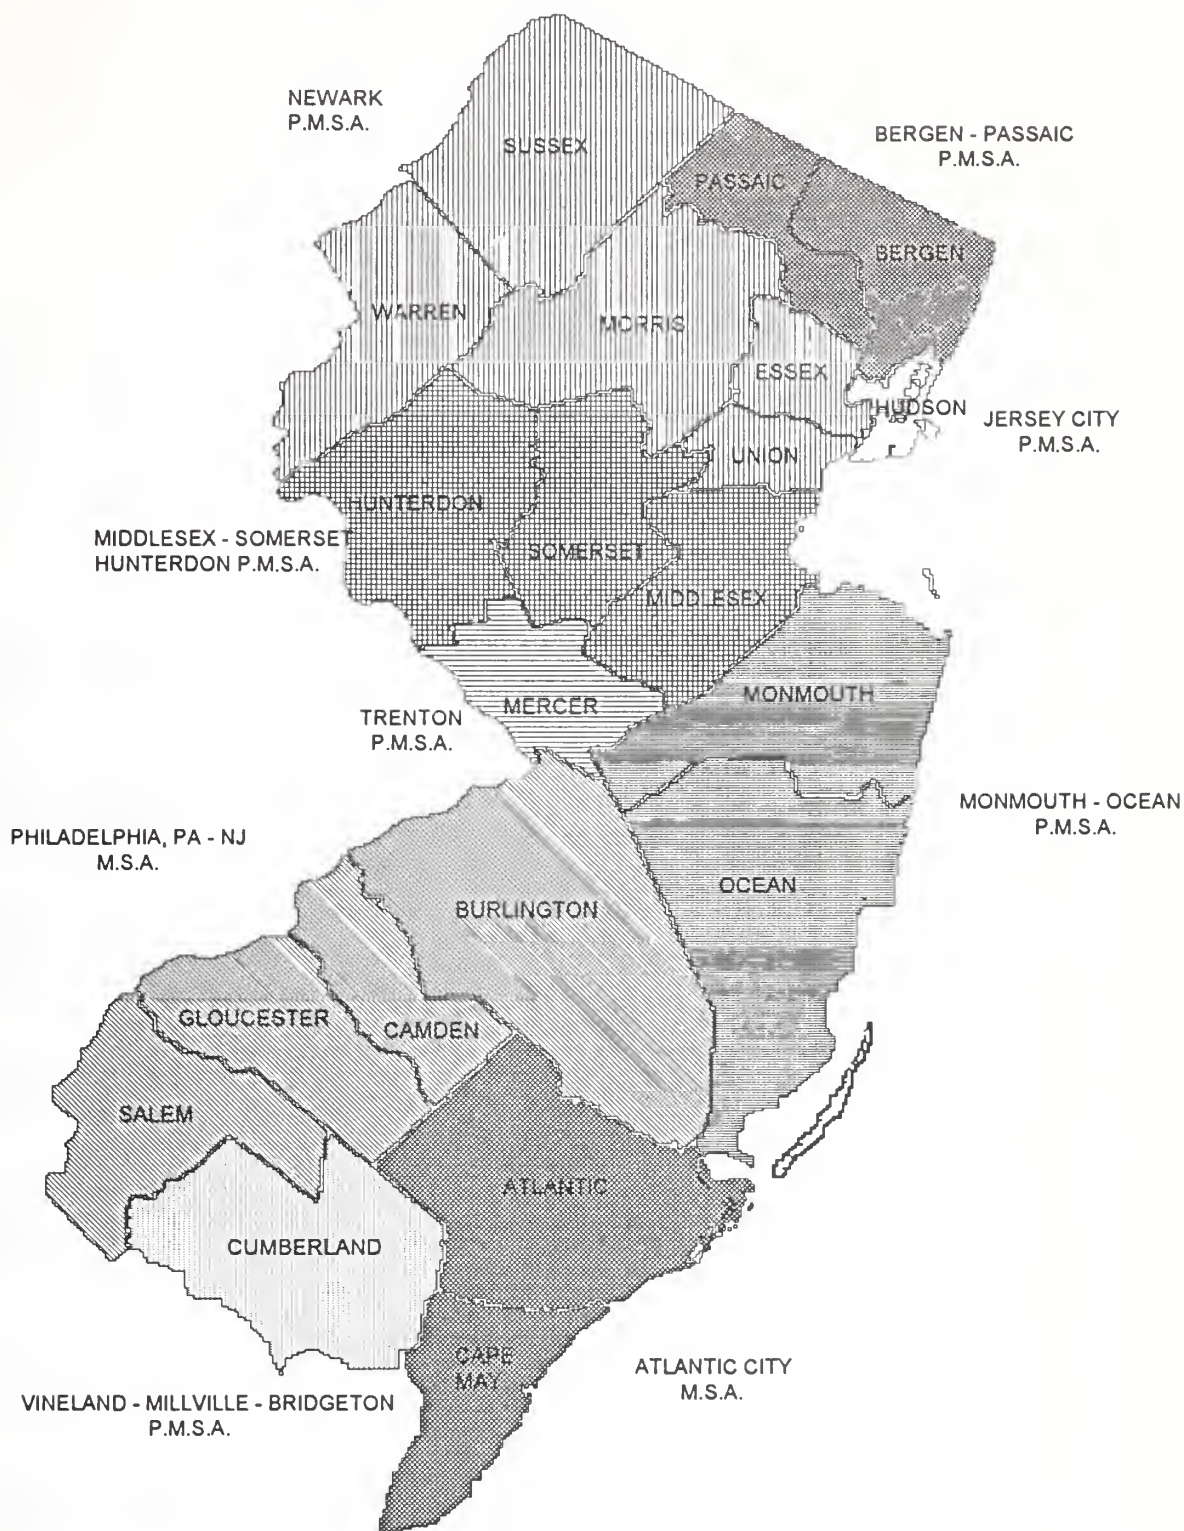 NEWARK
P.M.S.A.
SUSSEX
BERGEN - PASSAIC
P.M.S.A.
PASSAIC
BERGEN
WARREN
MORRIS
ESSEX
HUDSON
JERSEY CITY
P.M.S.A.
UNION
HUNTERDON
MIDDLESEX - SOMERSET
HUNTERDON P.M.S.A.
SOMERSET
MIDDLESEX
MONMOUTH
MERCER
TRENTON
P.M.S.A.
MONMOUTH - OCEAN
P.M.S.A.
PHILADELPHIA, PA - NJ
M.S.A.
OCEAN
BURLINGTON
GLOUCESTER
CAMDEN
SALEM
ATLANTIC
CUMBERLAND
CAPE
MAY
ATLANTIC CITY
M.S.A.
VINELAND - MILLVILLE - BRIDGETON
P.M.S.A.